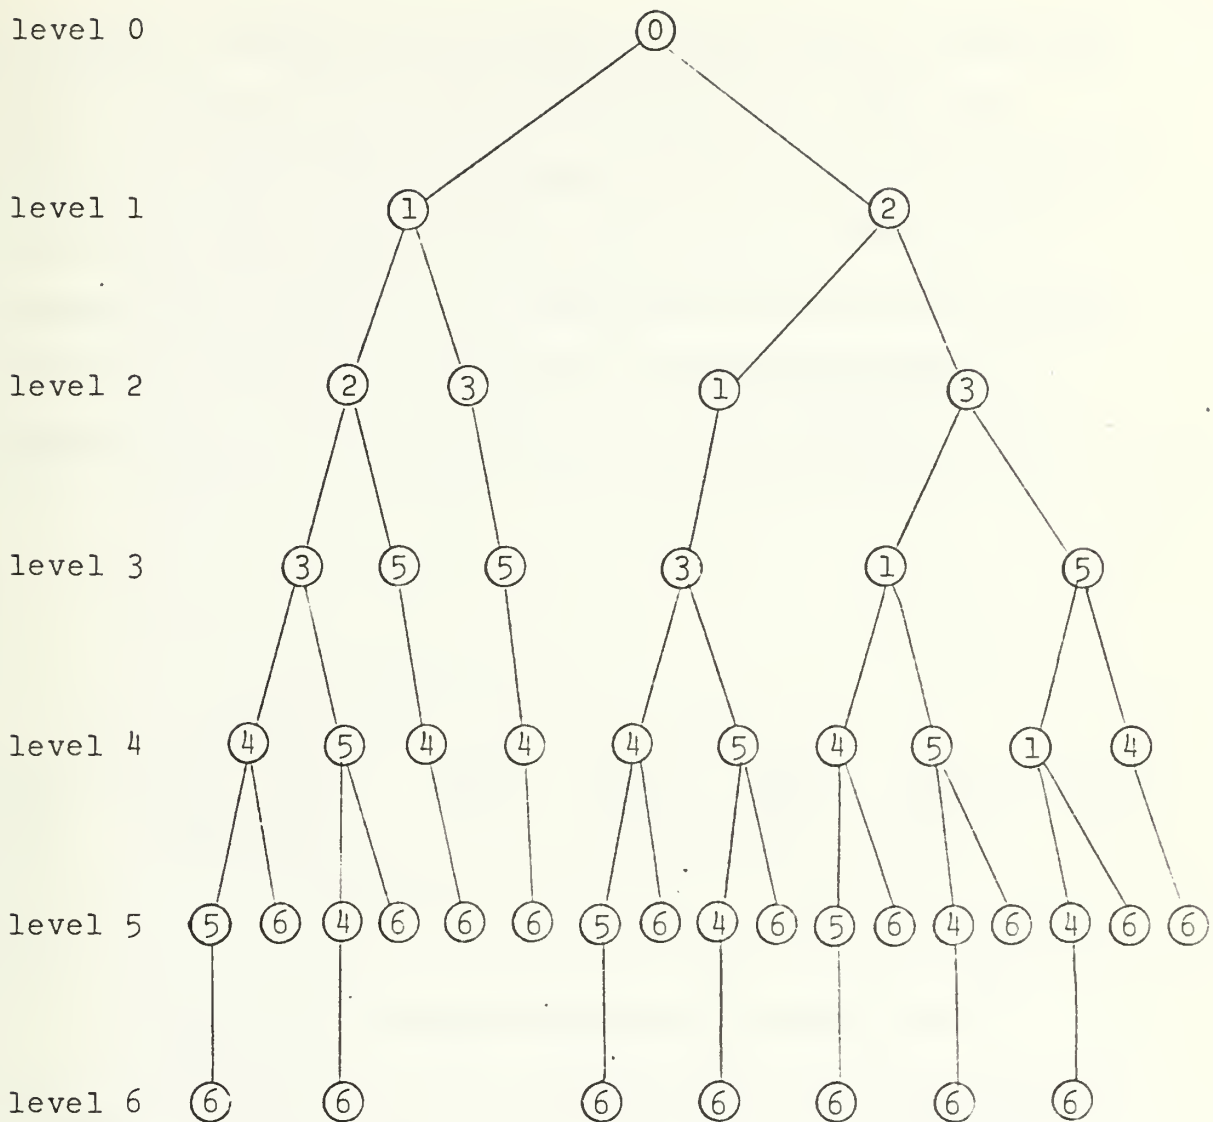 level 0 0
level 1 1 2
level 2 2 3 1 3
level 3 3 5 5 3 1 5
level 4 4 5 4 4 4 5 4 5 1 4
level 5 5 6 4 6 6 6 5 6 4 6 5 6 4 6 4 6 6
level 6 6 6 6 6 6 6 6